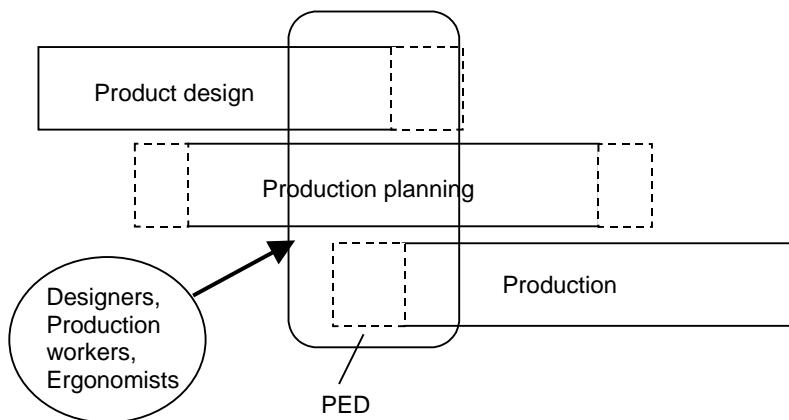 Product design
Production planning
Production
Designers,
Production
workers,
Ergonomists
PED